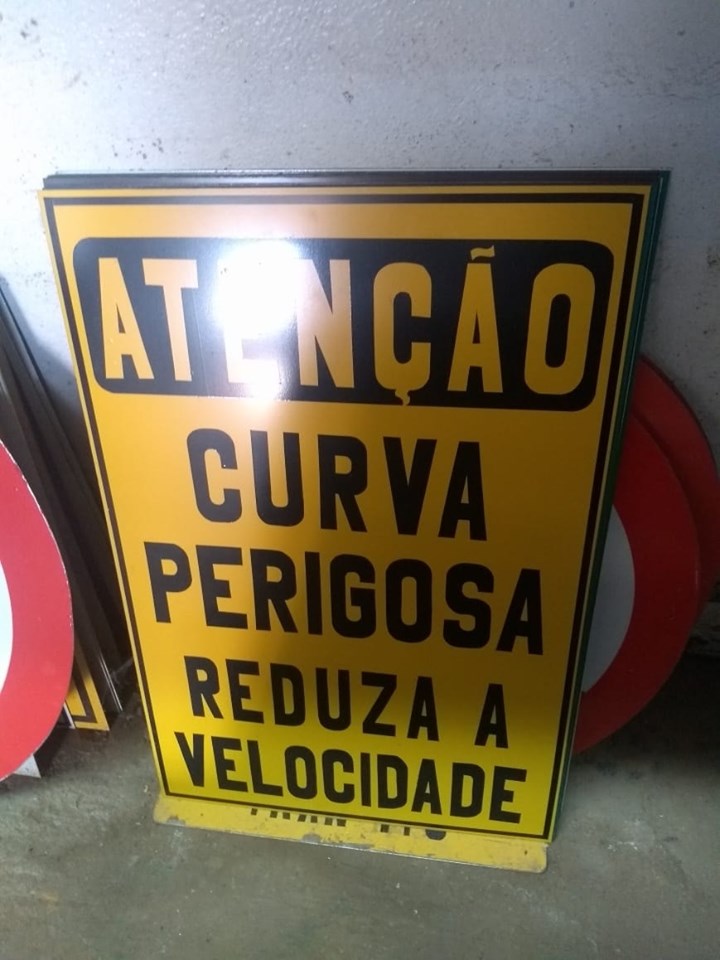 ATENÇÃO
CURVA
PERIGOSA
REDUZA A
VELOCIDADE